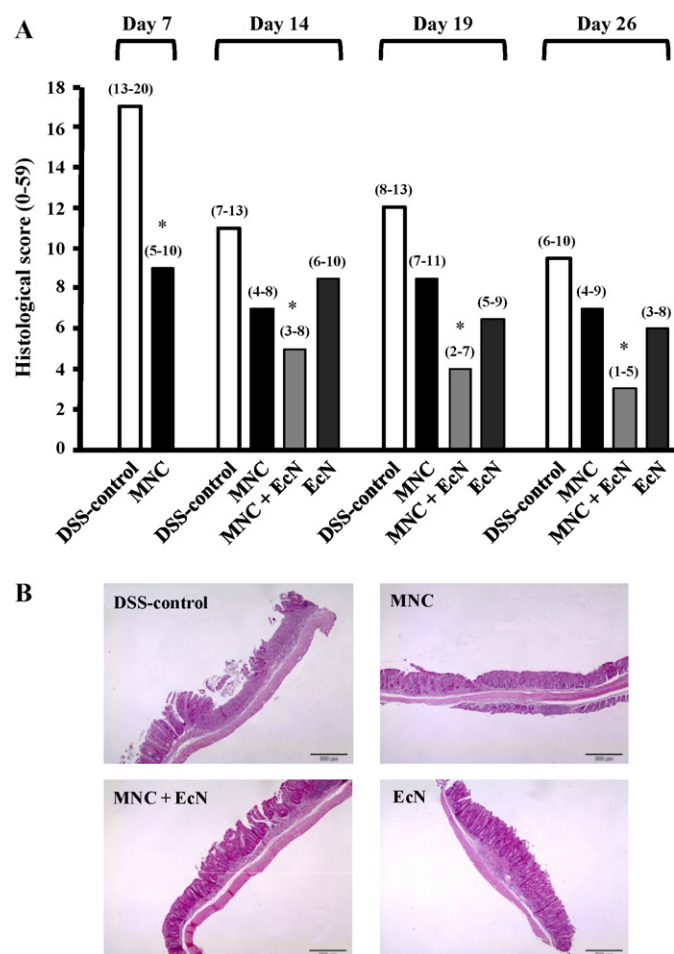 A
Day 7 Day 14 Day 19 Day 26
Histological score (0-59)
18
16
14
12
10
8
6
4
2
0
(13-20)
*
(5-10)
(7-13)
(4-8)
*
(3-8)
(6-10)
(8-13)
(7-11)
*
(2-7)
(5-9)
(6-10)
(4-9)
*
(1-5)
(3-8)
DSS-control
MNC
DSS-control
MNC
MNC + EcN
EcN
DSS-control
MNC
MNC + EcN
EcN
DSS-control
MNC
MNC + EcN
EcN
B
DSS-control
MNC
MNC + EcN
EcN